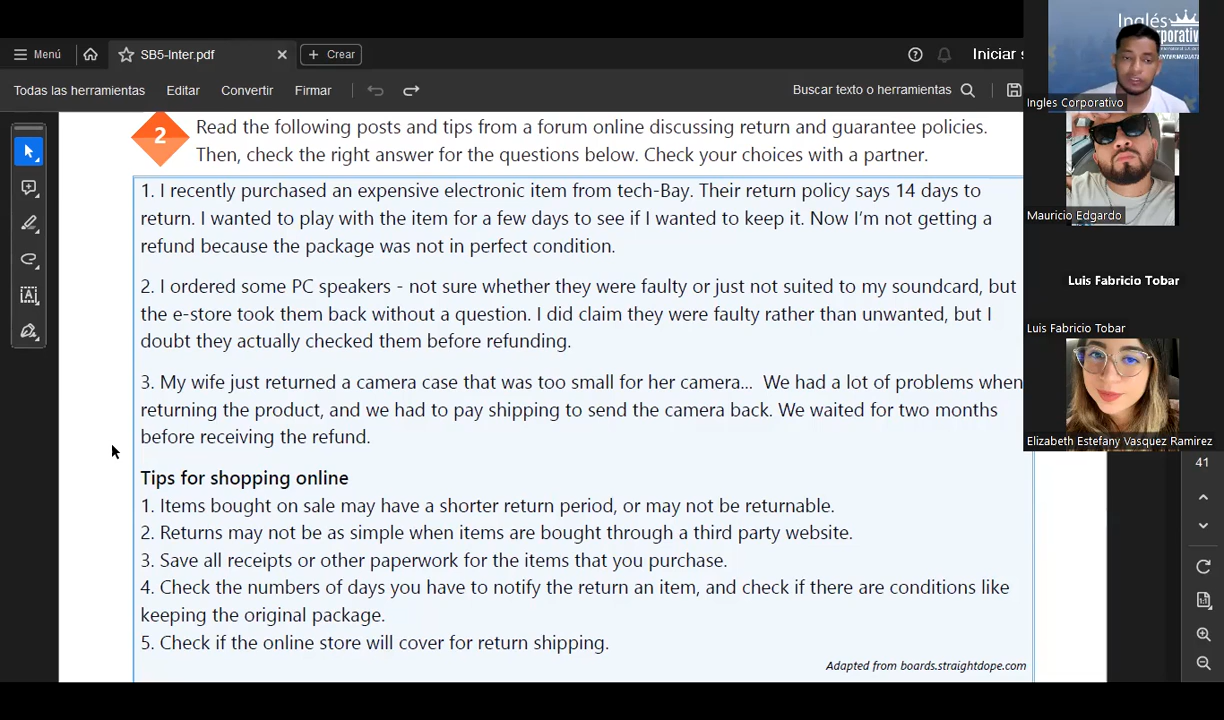 Menú
SB5-Inter.pdf
Crear
Iniciar s
Todas las herramientas
Editar
Convertir
Firmar
Buscar texto o herramientas
2
Read the following posts and tips from a forum online discussing return and guarantee policies.
Then, check the right answer for the questions below. Check your choices with a partner.
1. I recently purchased an expensive electronic item from tech-Bay. Their return policy says 14 days to
return. I wanted to play with the item for a few days to see if I wanted to keep it. Now I'm not getting a
refund because the package was not in perfect condition.
2. I ordered some PC speakers - not sure whether they were faulty or just not suited to my soundcard, but
the e-store took them back without a question. I did claim they were faulty rather than unwanted, but I
doubt they actually checked them before refunding.
3. My wife just returned a camera case that was too small for her camera... We had a lot of problems when
returning the product, and we had to pay shipping to send the camera back. We waited for two months
before receiving the refund.
Tips for shopping online
1. Items bought on sale may have a shorter return period, or may not be returnable.
2. Returns may not be as simple when items are bought through a third party website.
3. Save all receipts or other paperwork for the items that you purchase.
4. Check the numbers of days you have to notify the return an item, and check if there are conditions like
keeping the original package.
5. Check if the online store will cover for return shipping.
Adapted from boards.straightdope.com
Inglés
Ingles Corporativo
Mauricio Edgardo
Luis Fabricio Tobar
Luis Fabricio Tobar
Elizabeth Estefany Vasquez Ramirez
41